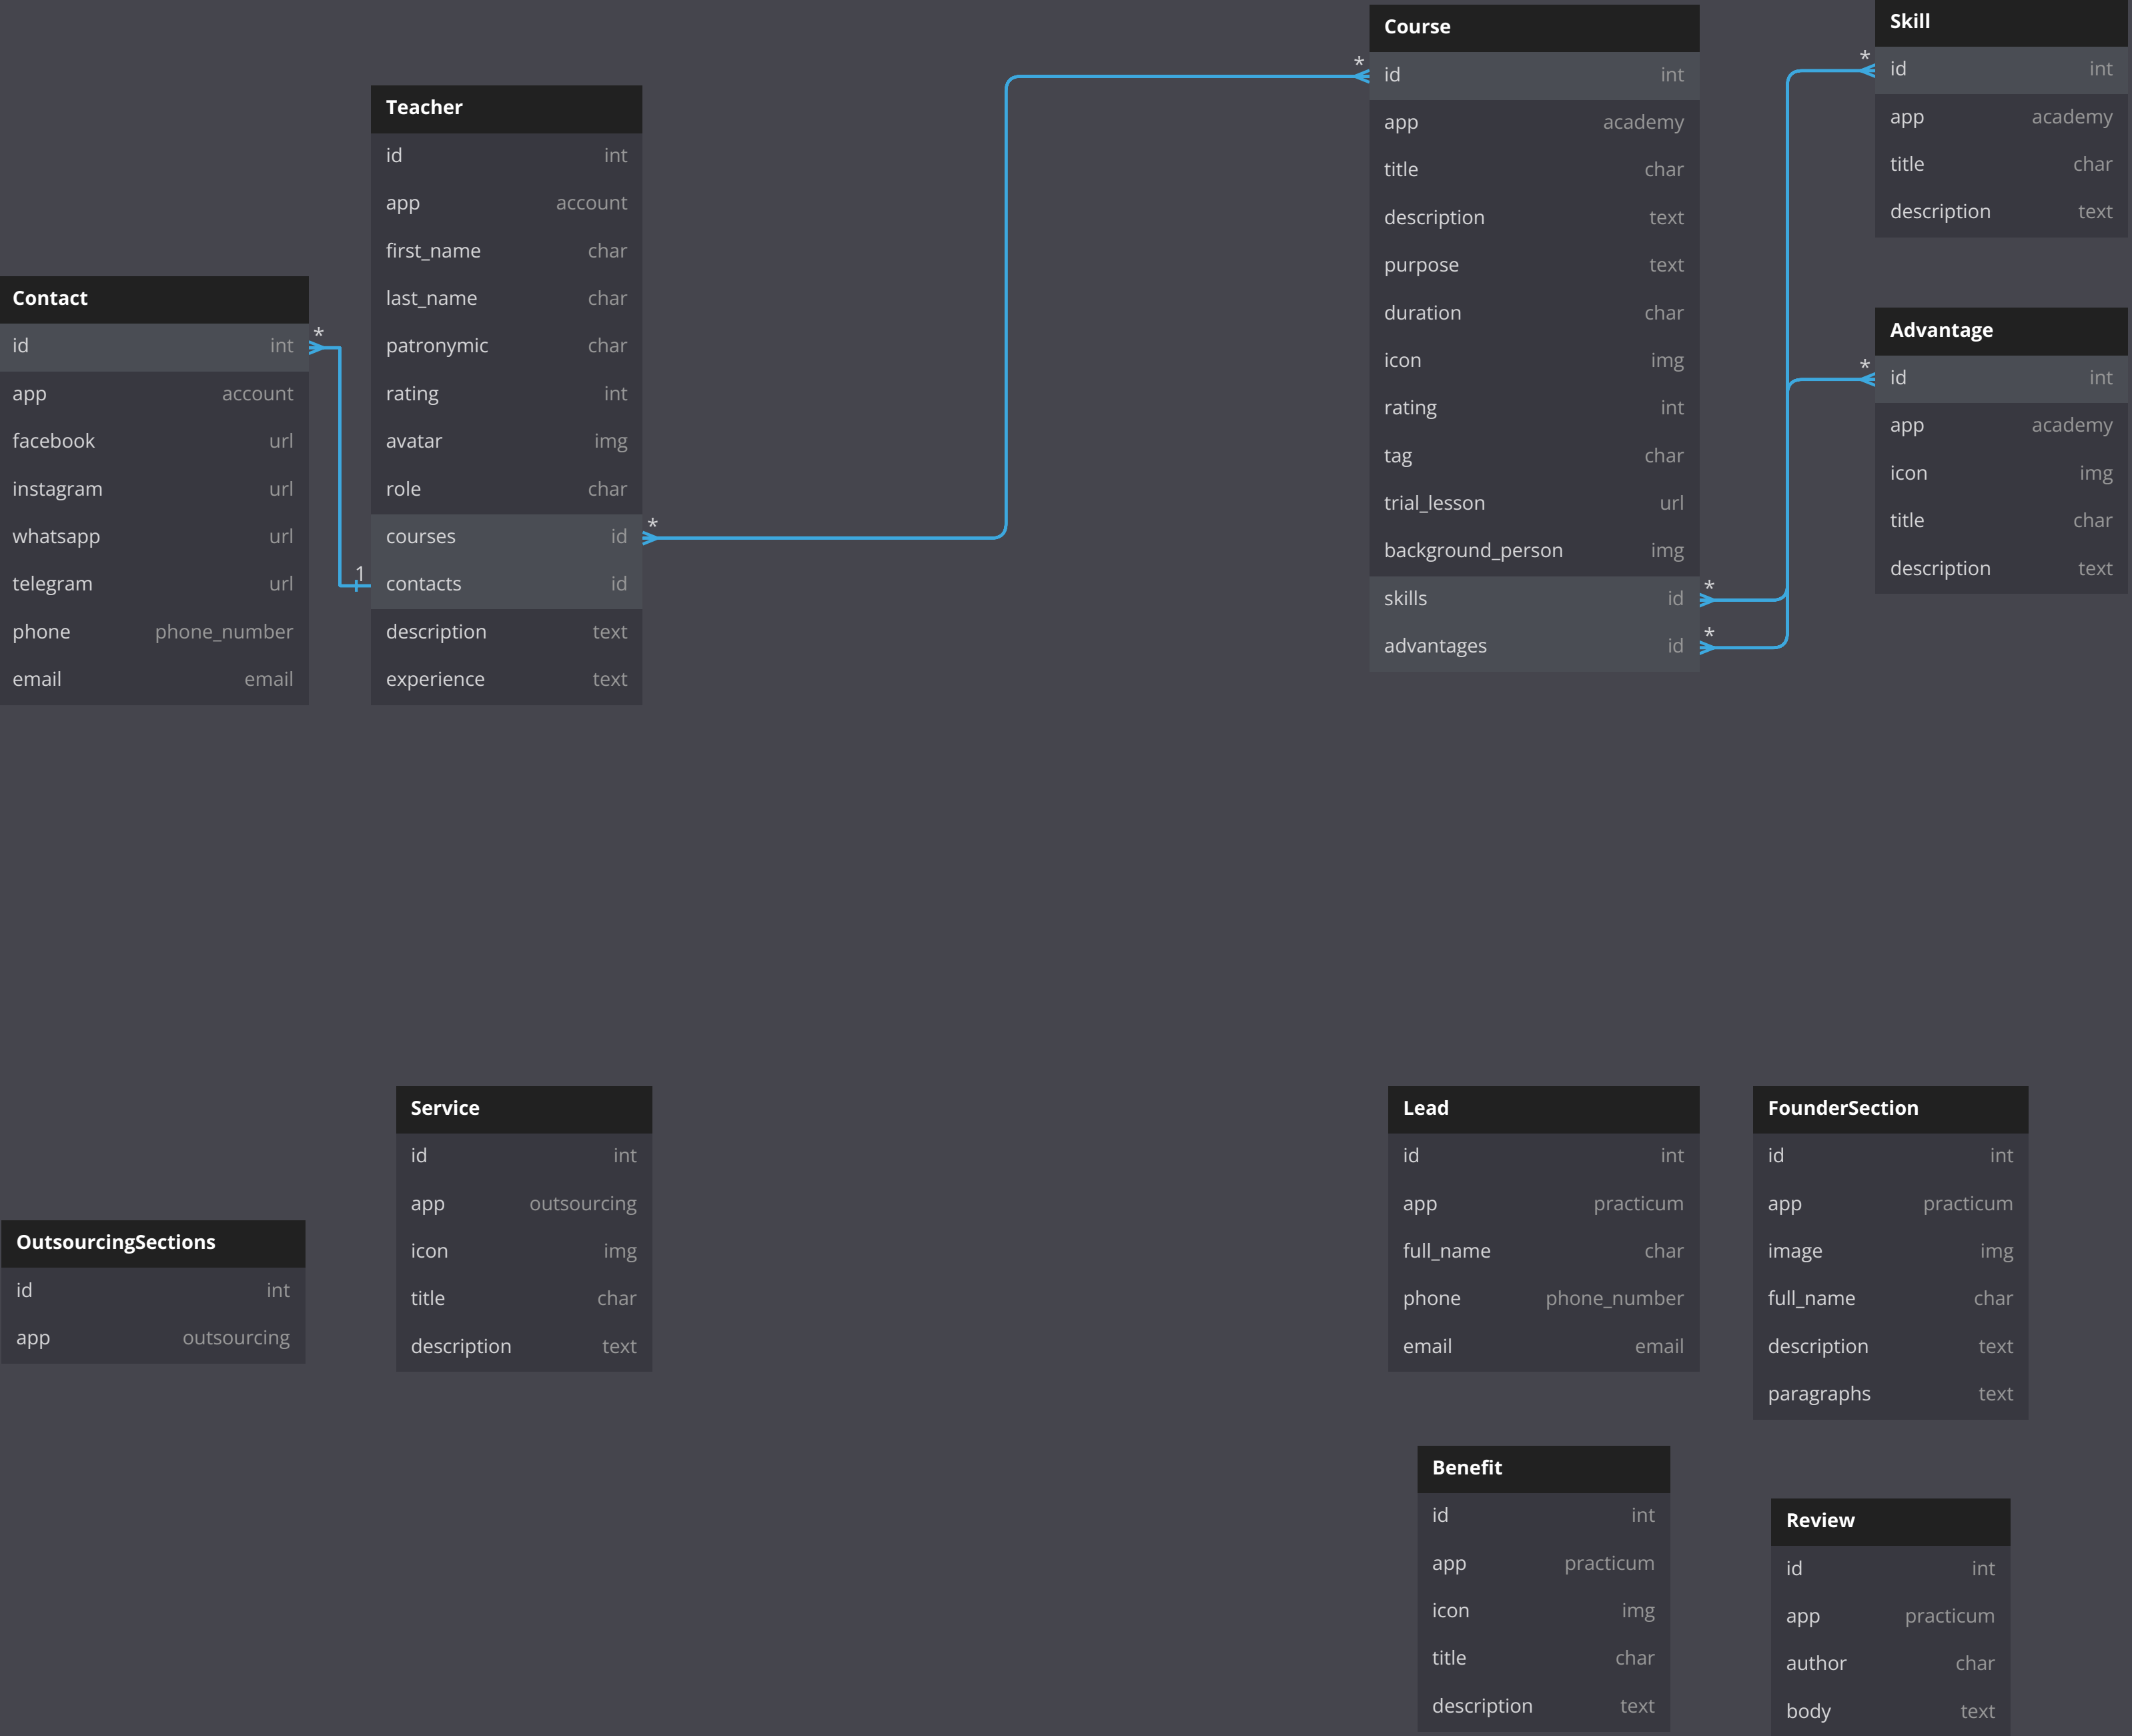 Contact
id int
app account
facebook url
instagram url
whatsapp url
telegram url
phone phone_number
email email
*
1
Teacher
id int
app account
first_name char
last_name char
patronymic char
rating int
avatar img
role char
courses id
contacts id
description text
experience text
*
*
Course
id int
app academy
title char
description text
purpose text
duration char
icon img
rating int
tag char
trial_lesson url
background_person img
skills id
advantages id
*
*
*
Skill
id int
app academy
title char
description text
*
Advantage
id int
app academy
icon img
title char
description text
OutsourcingSections
id int
app outsourcing
Service
id int
app outsourcing
icon img
title char
description text
Lead
id int
app practicum
full_name char
phone phone_number
email email
FounderSection
id int
app practicum
image img
full_name char
description text
paragraphs text
Benefit
id int
app practicum
icon img
title char
description text
Review
id int
app practicum
author char
body text